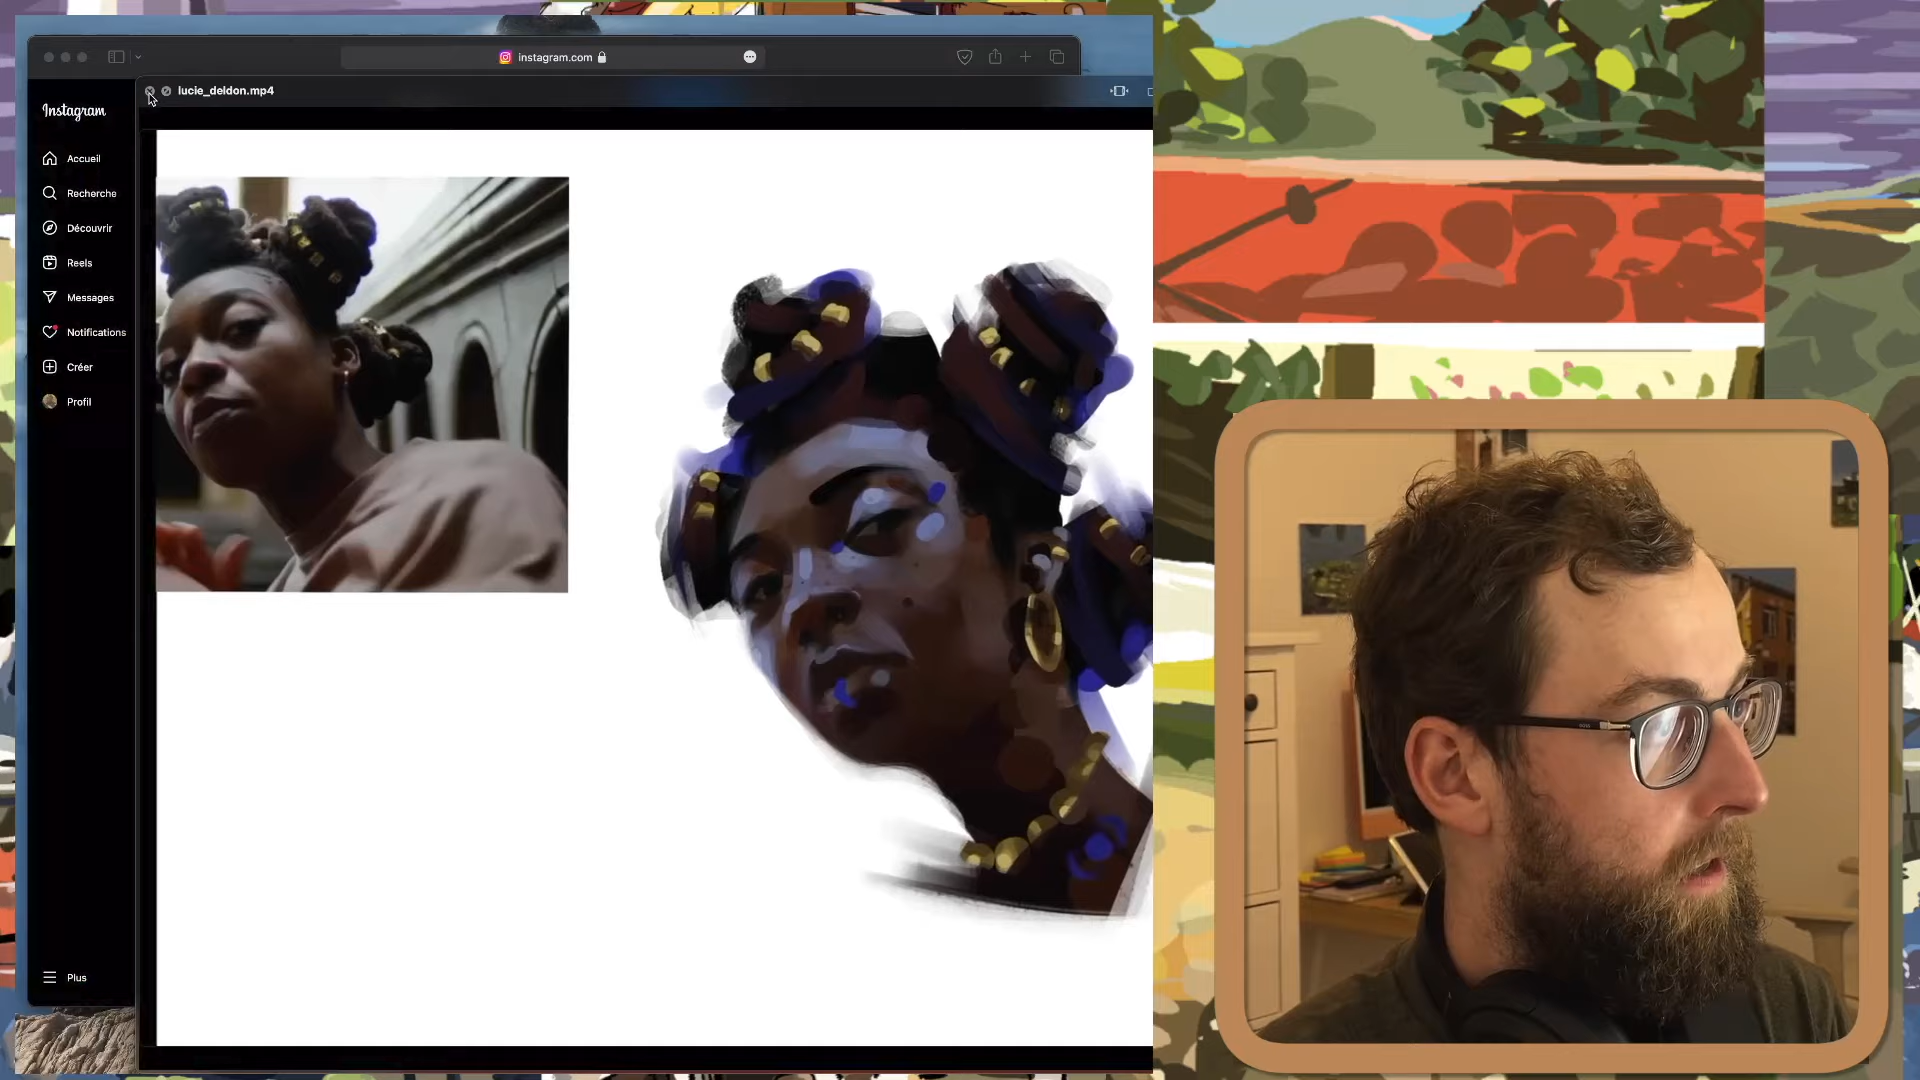 instagram.com
lucie_deldon.mp4
Instagram
Accueil
Recherche
Découvrir
Reels
Messages
Notifications
Créer
Profil
Plus